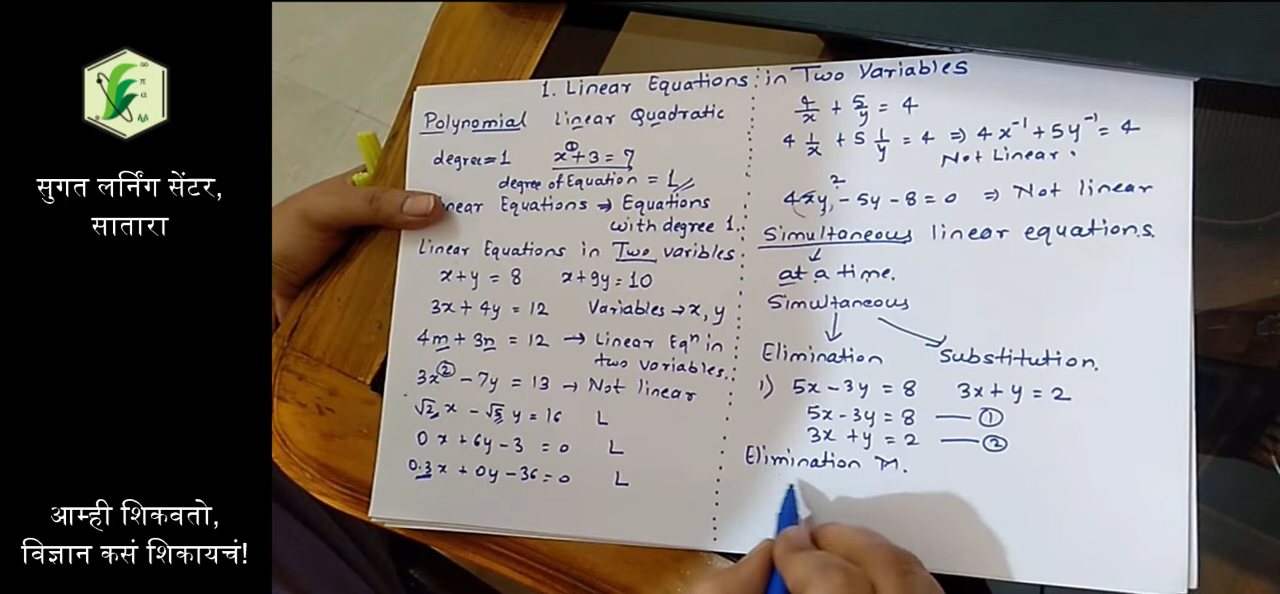 सुगत लर्निंग सेंटर,
सातारा
आम्ही शिकवतो,
विज्ञान कसं शिकायचं!
1. Linear Equations in Two Variables
Polynomial linear Quadratic
degree=1 x¹+3=7
degree of Equation = 1
Linear Equations ⇒ Equations
with degree 1.
Linear Equations in Two varibles
x+y = 8 x+9y=10
3x+4y = 12 Variables → x, y
4m+3n = 12 → Linear Eqⁿ in
two variables.
3x² - 7y = 13 → Not linear
√2 x - √5 y = 16 L
0x + 6y - 3 = 0 L
0.3x + 0y - 36 = 0 L
4/x + 5/y = 4
4 1/x + 5 1/y = 4 ⇒ 4x⁻¹ + 5y⁻¹ = 4
Not Linear.
2
4xy - 5y - 8 = 0 ⇒ Not linear
Simultaneous linear equations.
↓
at a time.
Simultaneous
Elimination Substitution.
1) 5x - 3y = 8 3x + y = 2
5x - 3y = 8 — ①
3x + y = 2 — ②
Elimination M.